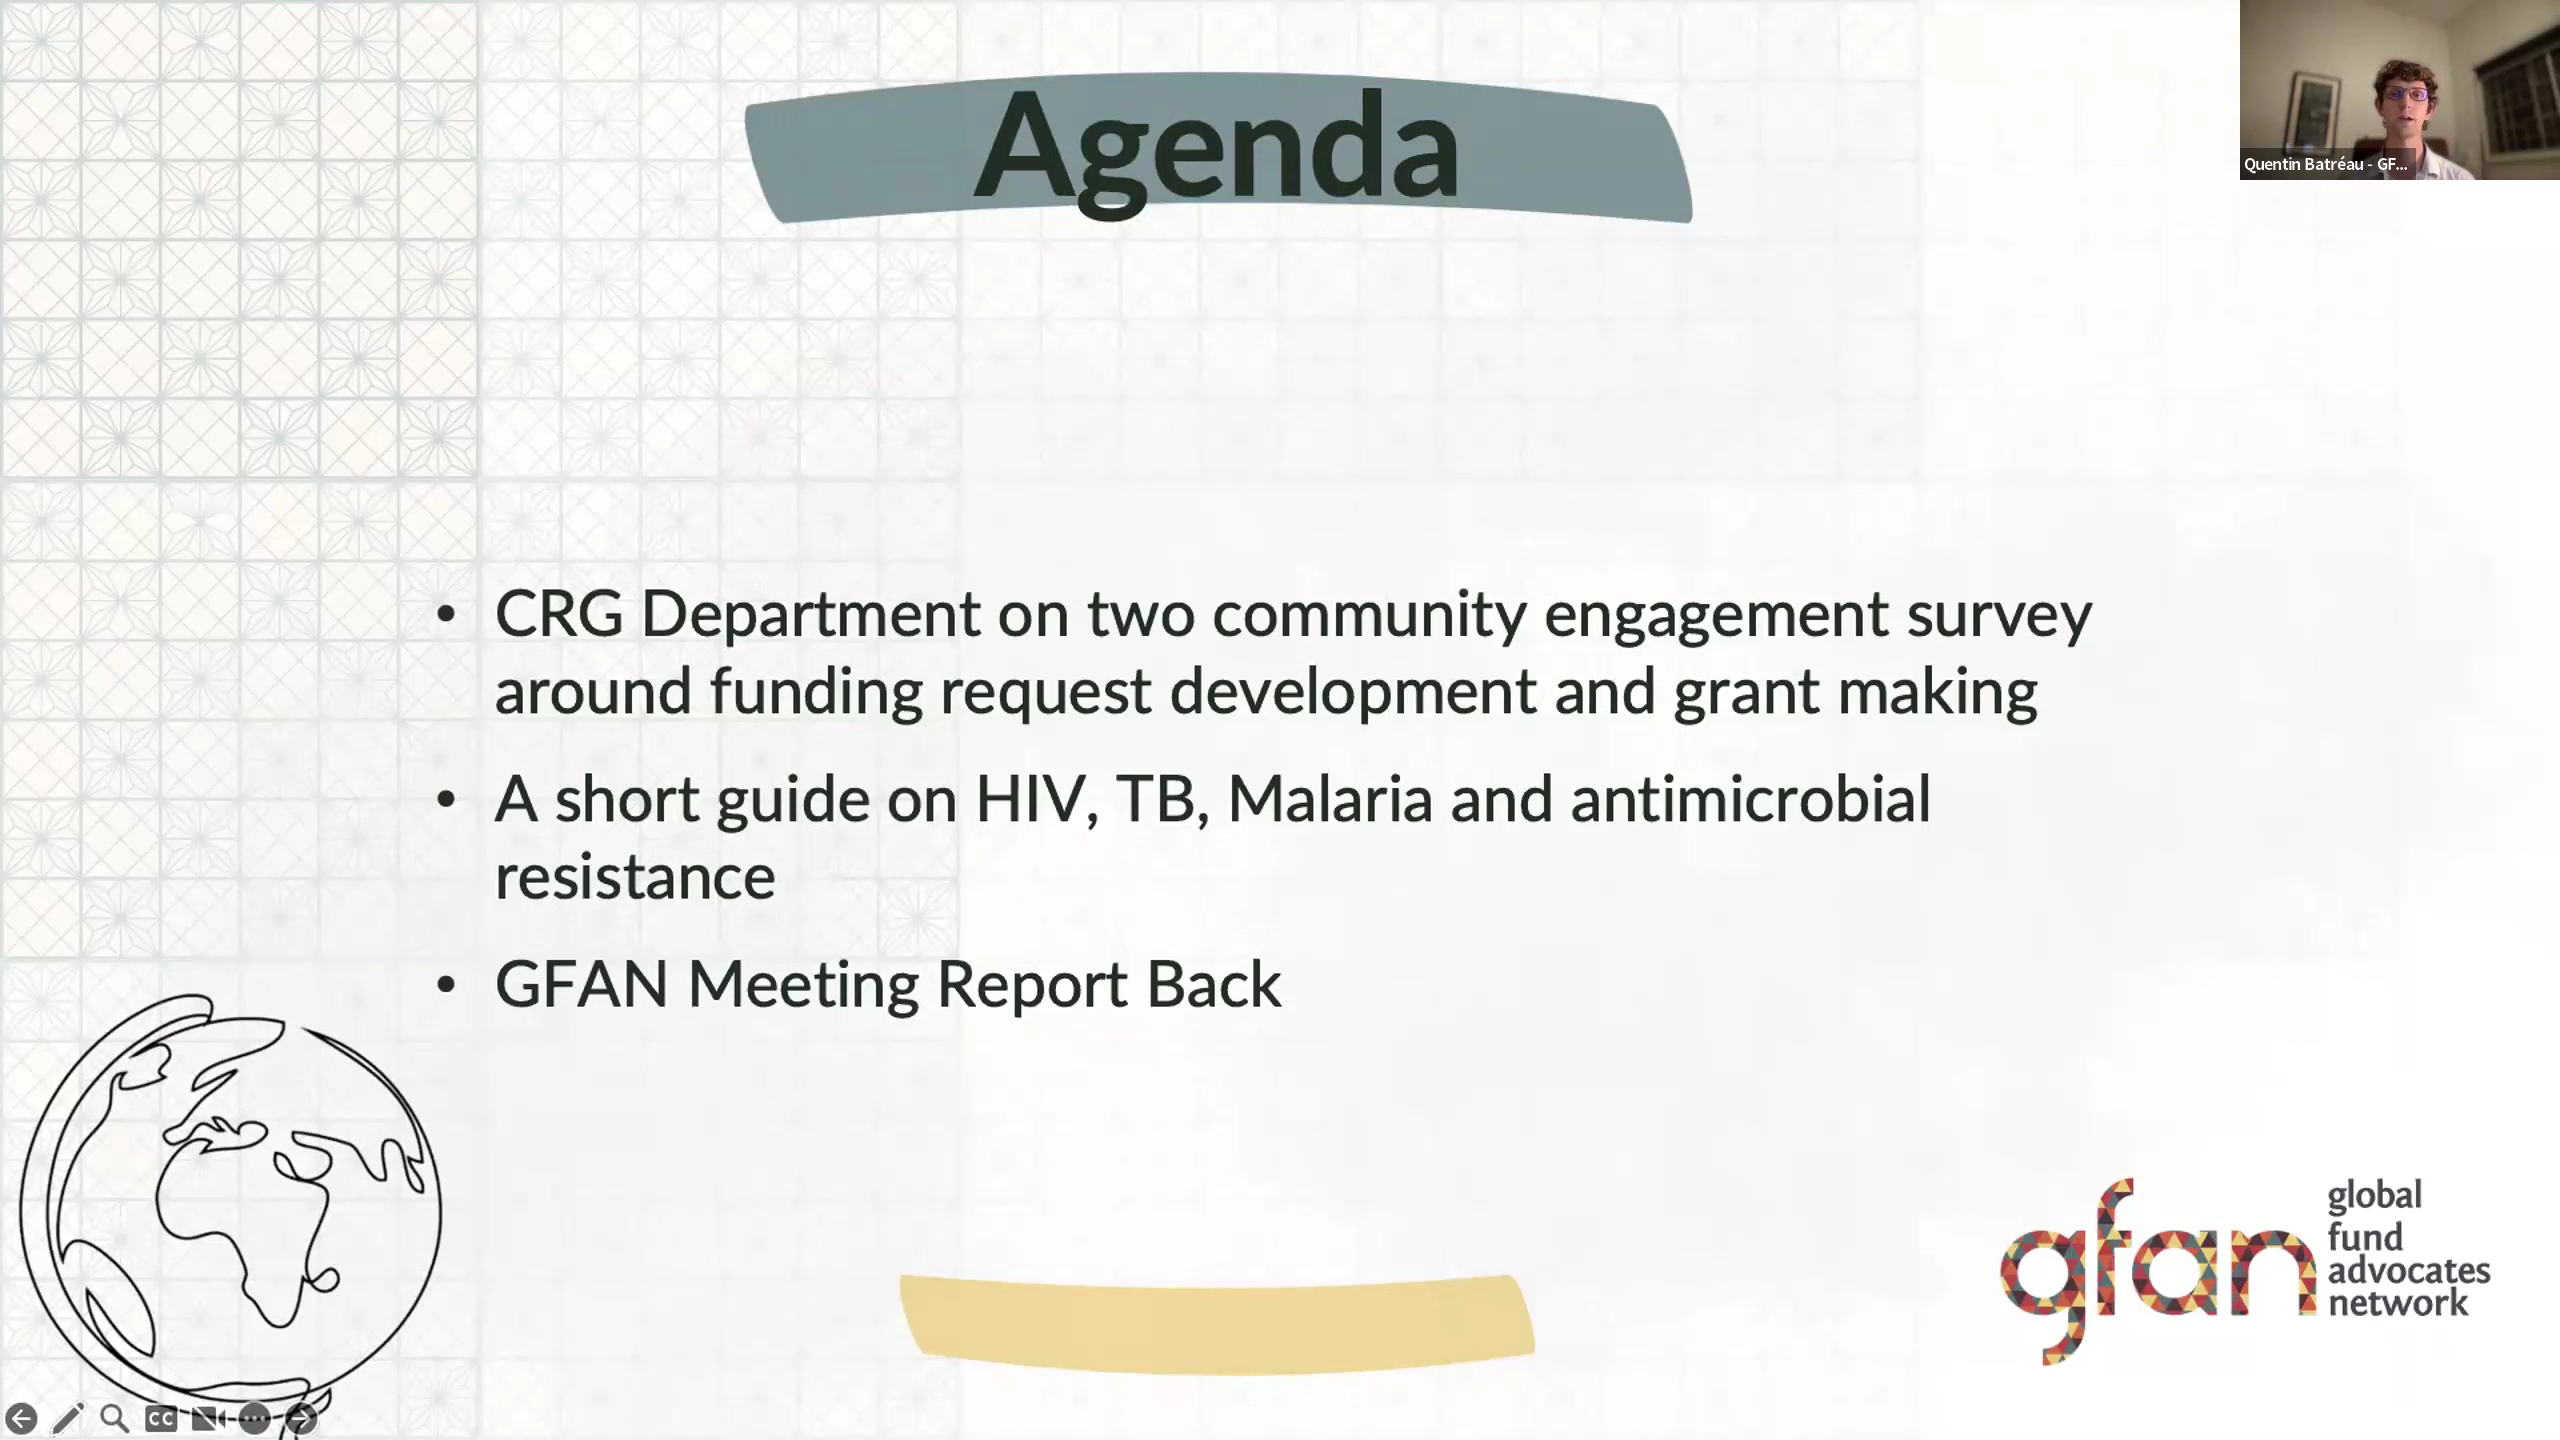 Agenda
Quentin Batréau - GF...
• CRG Department on two community engagement survey
around funding request development and grant making
• A short guide on HIV, TB, Malaria and antimicrobial
resistance
• GFAN Meeting Report Back
gfan
global
fund
advocates
network
CC